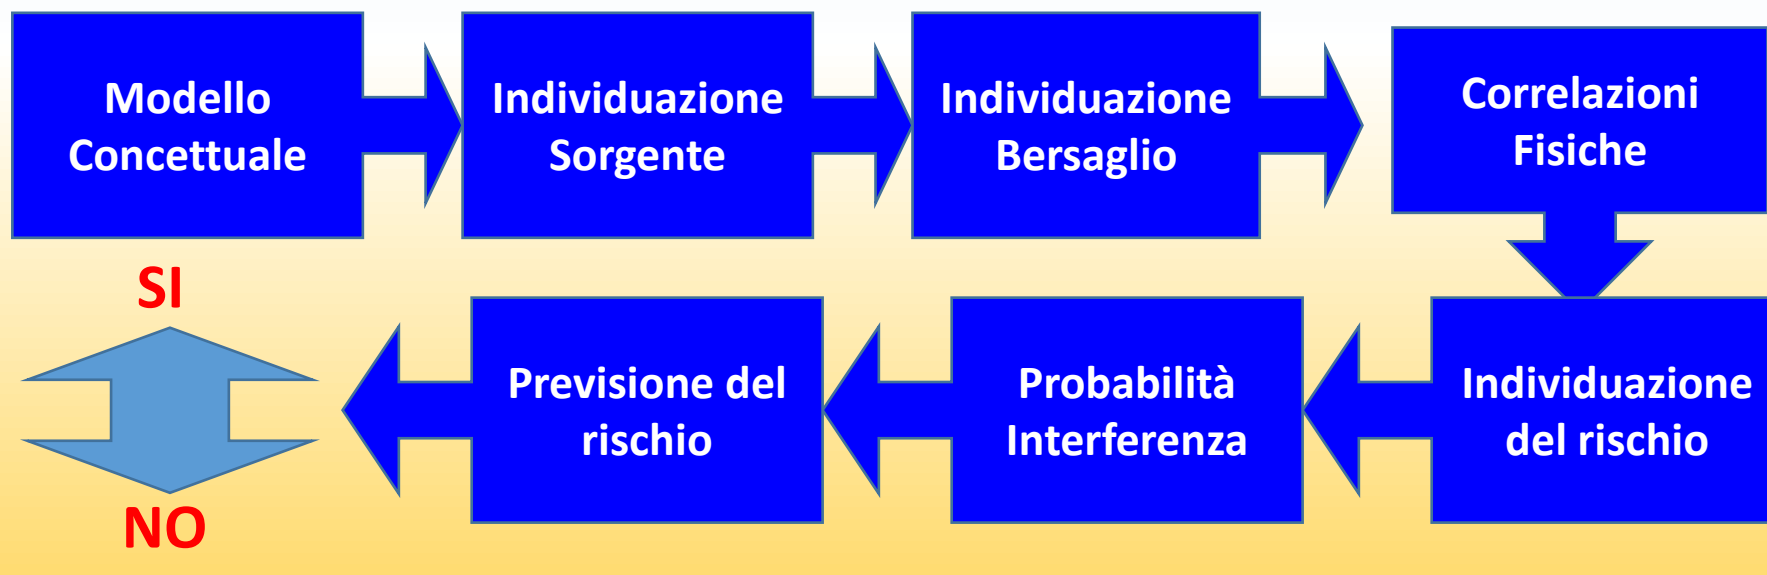 Modello
Concettuale
Individuazione
Sorgente
Individuazione
Bersaglio
Correlazioni
Fisiche
SI
NO
Previsione del
rischio
Probabilità
Interferenza
Individuazione
del rischio